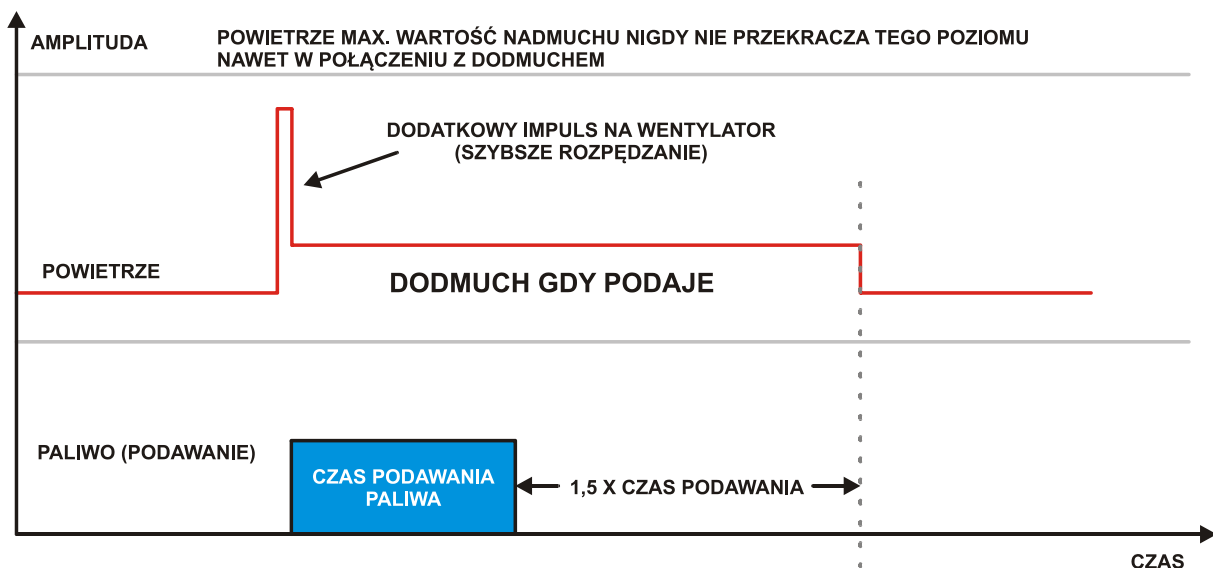 AMPLITUDA
POWIETRZE MAX. WARTOŚĆ NADMUCHU NIGDY NIE PRZEKRACZA TEGO POZIOMU
NAWET W POŁĄCZENIU Z DODMUCHEM
DODATKOWY IMPULS NA WENTYLATOR
(SZYBSZE ROZPĘDZANIE)
POWIETRZE
DODMUCH GDY PODAJE
PALIWO (PODAWANIE)
CZAS PODAWANIA
PALIWA
1,5 X CZAS PODAWANIA
CZAS